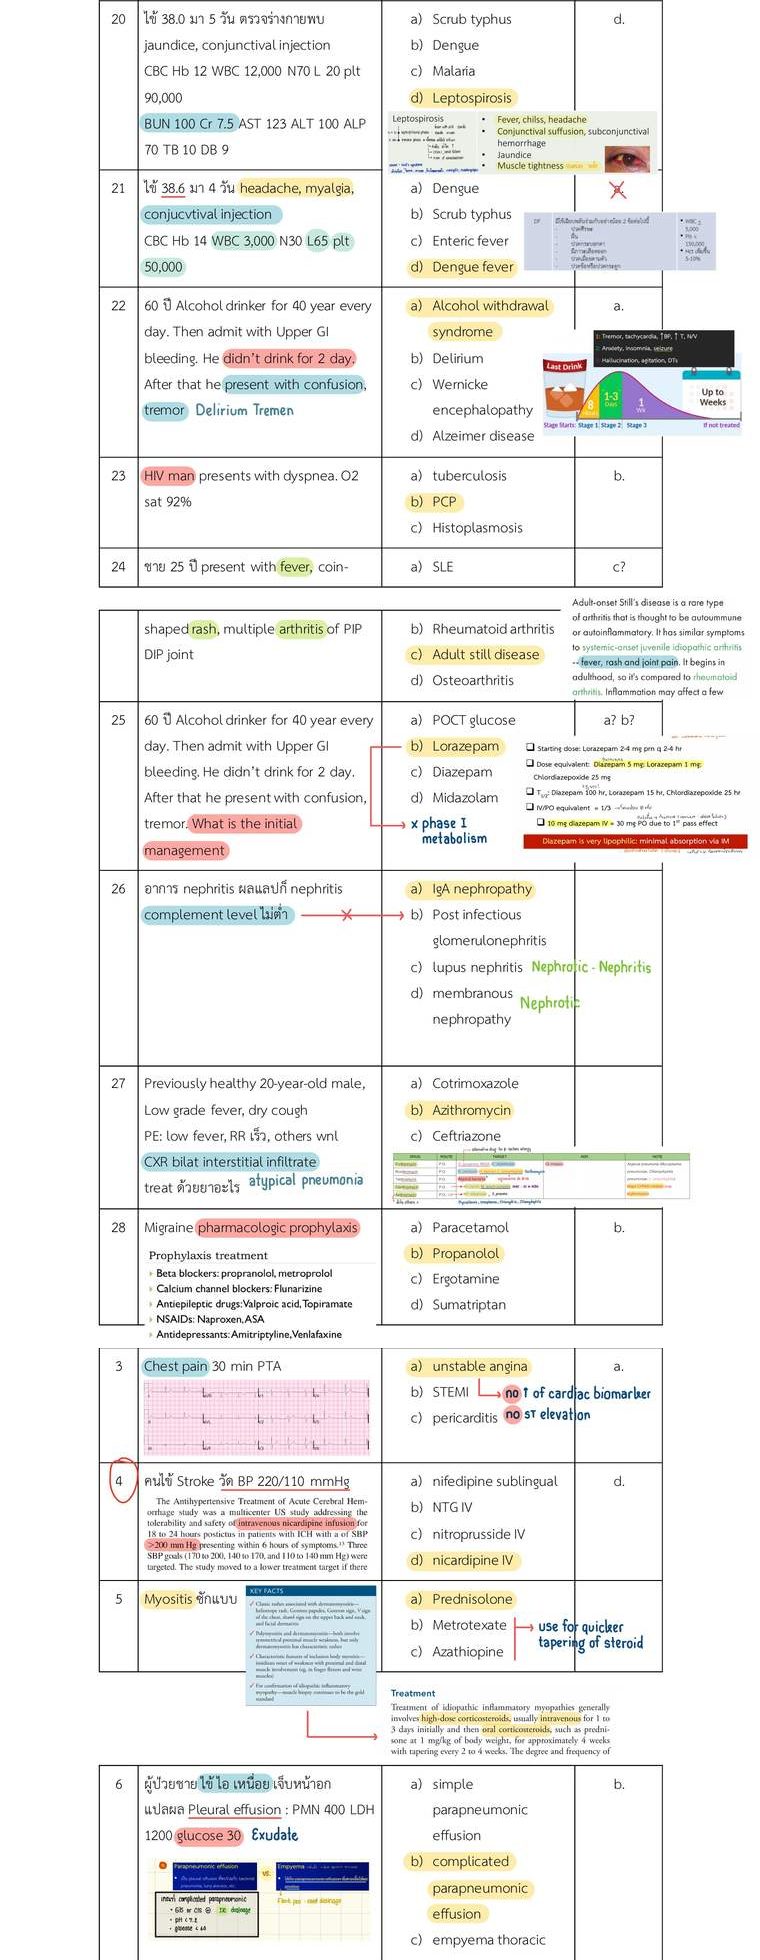 20
ไข้ 38.0 มา 5 วัน ตรวจร่างกายพบ
jaundice, conjunctival injection
CBC Hb 12 WBC 12,000 N70 L 20 plt
90,000
BUN 100 Cr 7.5 AST 123 ALT 100 ALP
70 TB 10 DB 9
a) Scrub typhus
b) Dengue
c) Malaria
d) Leptospirosis
d.
Leptospirosis
• Fever, chilss, headache
• Conjunctival suffusion, subconjunctival
hemorrhage
• Jaundice
• Muscle tightness
21
ไข้ 38.6 มา 4 วัน headache, myalgia,
conjucvtival injection
CBC Hb 14 WBC 3,000 N30 L65 plt
50,000
a) Dengue
b) Scrub typhus
c) Enteric fever
d) Dengue fever
a.
DF
22
60 ปี Alcohol drinker for 40 year every
day. Then admit with Upper GI
bleeding. He didn't drink for 2 day.
After that he present with confusion,
tremor Delirium Tremen
a) Alcohol withdrawal
syndrome
b) Delirium
c) Wernicke
encephalopathy
d) Alzeimer disease
a.
1: Tremor, tachycardia, ↑BP, ↑ T, N/V
2: Anxiety, insomnia, seizure
Hallucination, agitation, DTs
Last Drink
8
1-3
Days
1
Wk
Up to
Weeks
Stage Starts: Stage 1 Stage 2 Stage 3 If not treated
23
HIV man presents with dyspnea. O2
sat 92%
a) tuberculosis
b) PCP
c) Histoplasmosis
b.
24
ชาย 25 ปี present with fever, coin-
a) SLE
c?
shaped rash, multiple arthritis of PIP
DIP joint
b) Rheumatoid arthritis
c) Adult still disease
d) Osteoarthritis
Adult-onset Still's disease is a rare type
of arthritis that is thought to be autoummune
or autoinflammatory. It has similar symptoms
to systemic-onset juvenile idiopathic arthritis
-- fever, rash and joint pain. It begins in
adulthood, so it's compared to rheumatoid
arthritis. Inflammation may affect a few
25
60 ปี Alcohol drinker for 40 year every
day. Then admit with Upper GI
bleeding. He didn't drink for 2 day.
After that he present with confusion,
tremor. What is the initial
management
a) POCT glucose
b) Lorazepam
c) Diazepam
d) Midazolam
x phase I
metabolism
a? b?
Starting dose: Lorazepam 2-4 mg prn q 2-4 hr
Dose equivalent: Diazepam 5 mg: Lorazepam 1 mg:
Chlordiazepoxide 25 mg
T1/2: Diazepam 100 hr, Lorazepam 15 hr, Chlordiazepoxide 25 hr
IV/PO equivalent = 1/3
10 mg diazepam IV = 30 mg PO due to 1st pass effect
Diazepam is very lipophilic: minimal absorption via IM
26
อาการ nephritis ผลแลปก็ nephritis
complement level ไม่ต่ำ
a) IgA nephropathy
b) Post infectious
glomerulonephritis
c) lupus nephritis Nephrotic - Nephritis
d) membranous
nephropathy
Nephrotic
27
Previously healthy 20-year-old male,
Low grade fever, dry cough
PE: low fever, RR เร็ว, others wnl
CXR bilat interstitial infiltrate
treat ด้วยยาอะไร atypical pneumonia
a) Cotrimoxazole
b) Azithromycin
c) Ceftriazone
28
Migraine pharmacologic prophylaxis
Prophylaxis treatment
Beta blockers: propranolol, metroprolol
Calcium channel blockers: Flunarizine
Antiepileptic drugs: Valproic acid, Topiramate
NSAIDs: Naproxen, ASA
Antidepressants: Amitriptyline, Venlafaxine
a) Paracetamol
b) Propanolol
c) Ergotamine
d) Sumatriptan
b.
3
Chest pain 30 min PTA
a) unstable angina
b) STEMI
c) pericarditis
no ↑ of cardiac biomarker
no ST elevation
a.
4
คนไข้ Stroke วัด BP 220/110 mmHg
The Antihypertensive Treatment of Acute Cerebral Hem-
orrhage study was a multicenter US study addressing the
tolerability and safety of intravenous nicardipine infusion for
18 to 24 hours postictus in patients with ICH with a of SBP
>200 mm Hg presenting within 6 hours of symptoms. Three
SBP goals (170 to 200, 140 to 170, and 110 to 140 mm Hg) were
targeted. The study moved to a lower treatment target if there
a) nifedipine sublingual
b) NTG IV
c) nitroprusside IV
d) nicardipine IV
d.
5
Myositis ซักแบบ
KEY FACTS
a) Prednisolone
b) Metrotexate
c) Azathiopine
use for quicker
tapering of steroid
Treatment
Treatment of idiopathic inflammatory myopathies generally
involves high-dose corticosteroids, usually intravenous for 1 to
3 days initially and then oral corticosteroids, such as predni-
sone at 1 mg/kg of body weight, for approximately 4 weeks
with tapering every 2 to 4 weeks. The degree and frequency of
6
ผู้ป่วยชาย ไข้ ไอ เหนื่อย เจ็บหน้าอก
แปลผล Pleural effusion : PMN 400 LDH
1200 glucose 30 Exudate
Parapneumonic effusion
vs.
Empyema
a) simple
parapneumonic
effusion
b) complicated
parapneumonic
effusion
c) empyema thoracic
b.